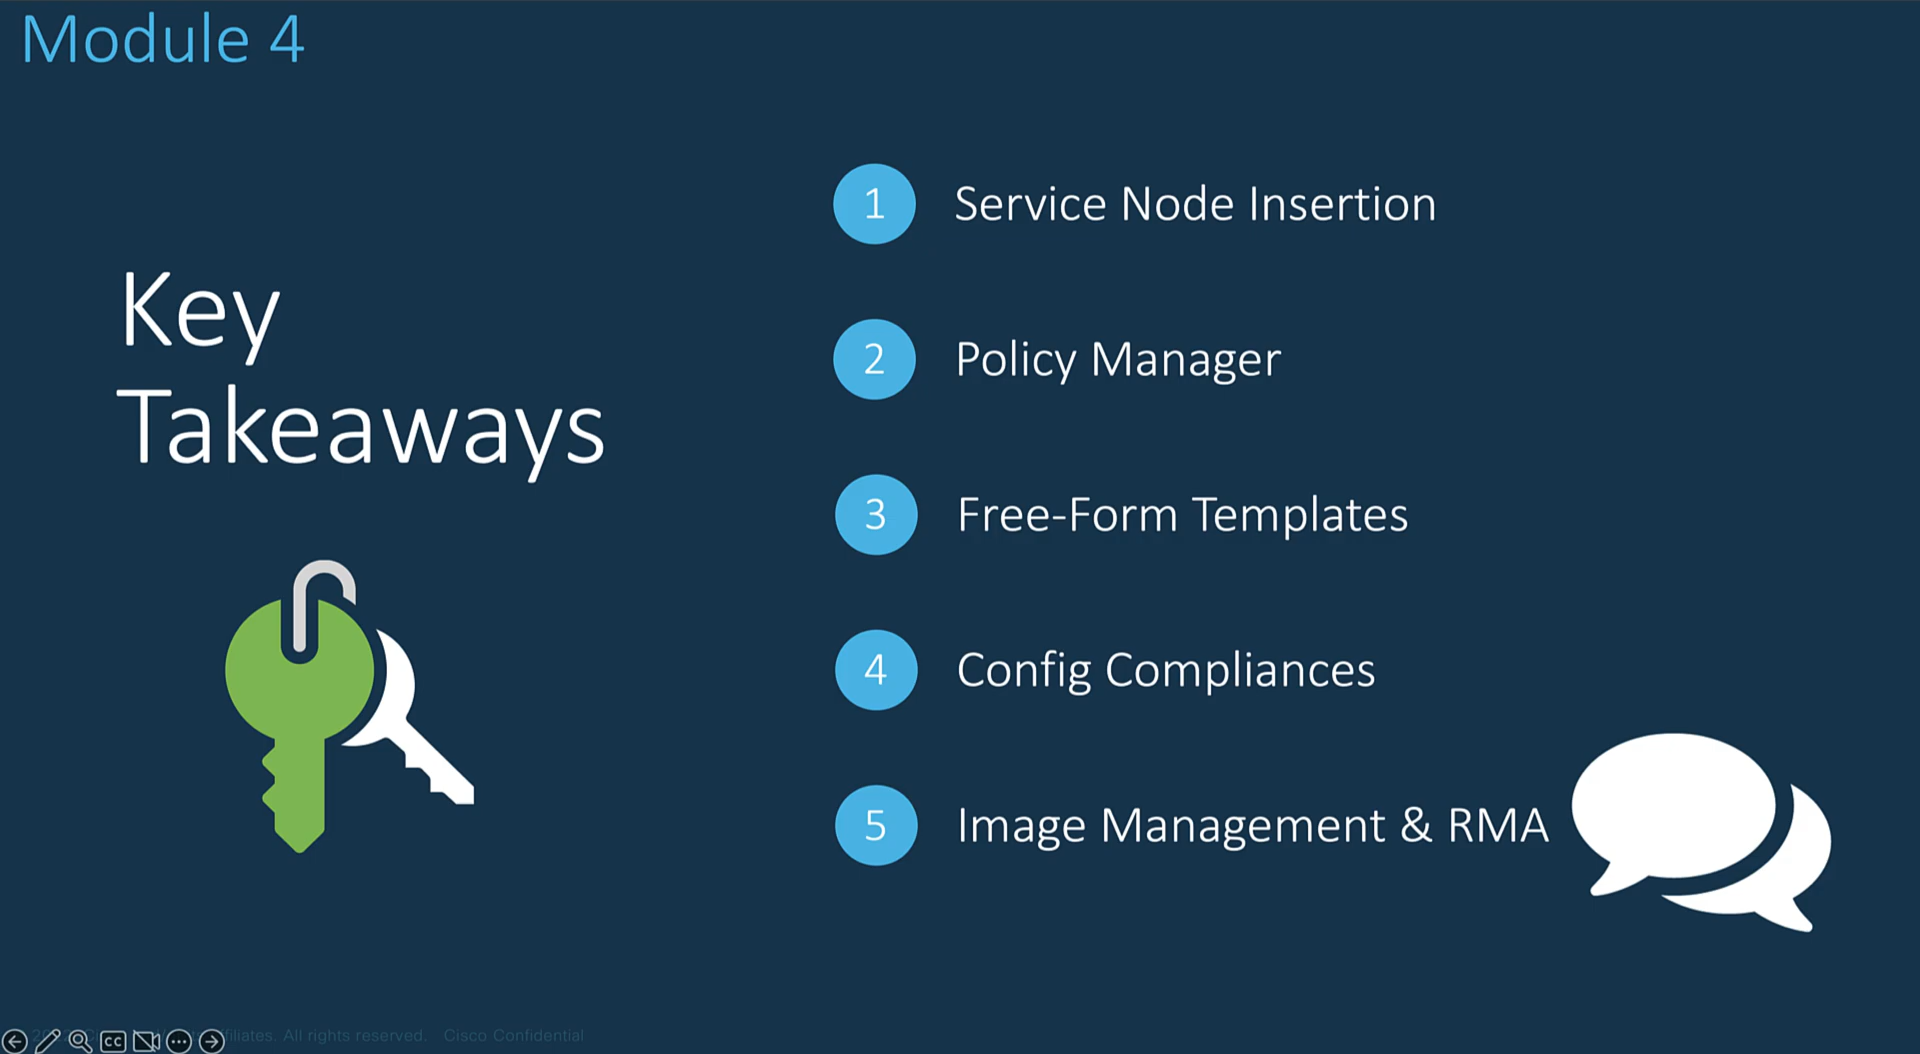 Module 4
Key
Takeaways
1 Service Node Insertion
2 Policy Manager
3 Free-Form Templates
4 Config Compliances
5 Image Management & RMA
CC
All rights reserved. Cisco Confidential